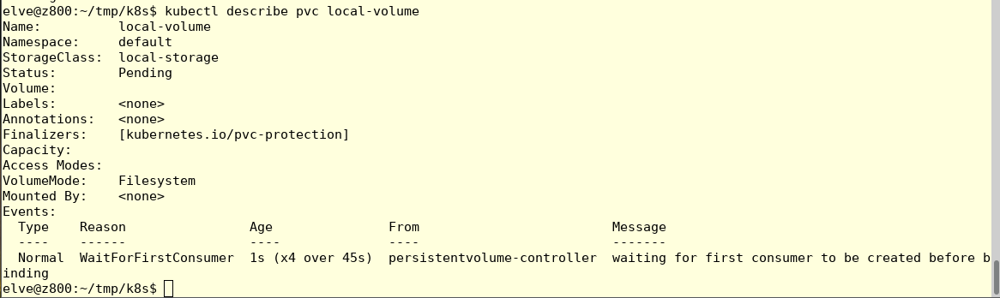 elve@z800:~/tmp/k8s$ kubectl describe pvc local-volume
Name:          local-volume
Namespace:     default
StorageClass:  local-storage
Status:        Pending
Volume:
Labels:        <none>
Annotations:   <none>
Finalizers:    [kubernetes.io/pvc-protection]
Capacity:
Access Modes:
VolumeMode:    Filesystem
Mounted By:    <none>
Events:
  Type    Reason                Age               From                         Message
  ----    ------                ----              ----                         -------
  Normal  WaitForFirstConsumer  1s (x4 over 45s)  persistentvolume-controller  waiting for first consumer to be created before b
inding
elve@z800:~/tmp/k8s$